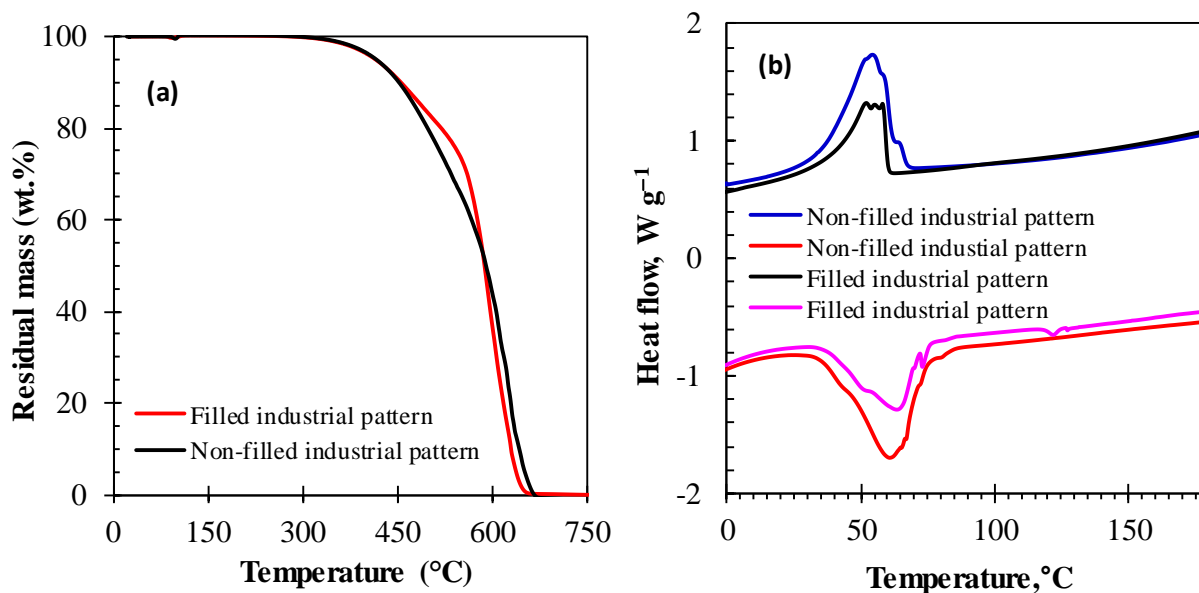 100
80
60
40
20
0
Residual mass (wt.%)
(a)
Filled industrial pattern
Non-filled industrial pattern
0 150 300 450 600 750
Temperature (°C)
2
1
0
-1
-2
Heat flow, W g⁻¹
(b)
Non-filled industrial pattern
Non-filled industial pattern
Filled industrial pattern
Filled industrial pattern
0 50 100 150
Temperature,°C